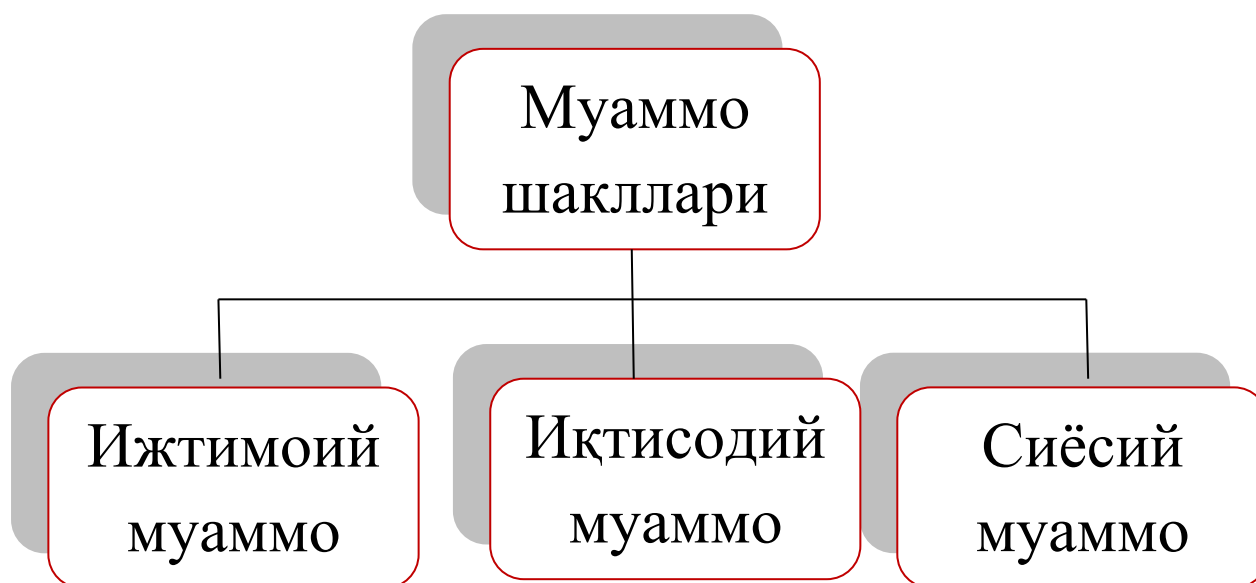 Муаммо
шакллари
Ижтимоий
муаммо
Иқтисодий
муаммо
Сиёсий
муаммо